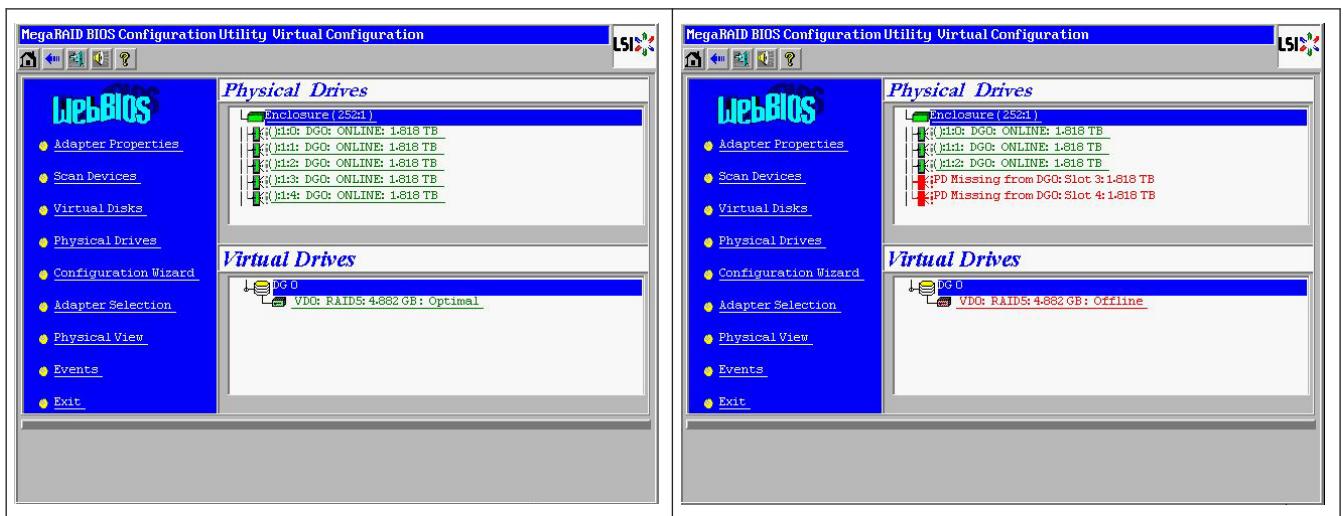 MegaRAID BIOS Configuration Utility Virtual Configuration
LSI
WebBIOS
Adapter Properties
Scan Devices
Virtual Disks
Physical Drives
Configuration Wizard
Adapter Selection
Physical View
Events
Exit
Physical Drives
Enclosure (252:1)
():1:0: DG0: ONLINE: 1.818 TB
():1:1: DG0: ONLINE: 1.818 TB
():1:2: DG0: ONLINE: 1.818 TB
():1:3: DG0: ONLINE: 1.818 TB
():1:4: DG0: ONLINE: 1.818 TB
Virtual Drives
DG 0
VD0: RAID5: 4.882 GB: Optimal
MegaRAID BIOS Configuration Utility Virtual Configuration
LSI
WebBIOS
Adapter Properties
Scan Devices
Virtual Disks
Physical Drives
Configuration Wizard
Adapter Selection
Physical View
Events
Exit
Physical Drives
Enclosure (252:1)
():1:0: DG0: ONLINE: 1.818 TB
():1:1: DG0: ONLINE: 1.818 TB
():1:2: DG0: ONLINE: 1.818 TB
PD Missing from DG0: Slot 3: 1.818 TB
PD Missing from DG0: Slot 4: 1.818 TB
Virtual Drives
DG 0
VD0: RAID5: 4.882 GB: Offline